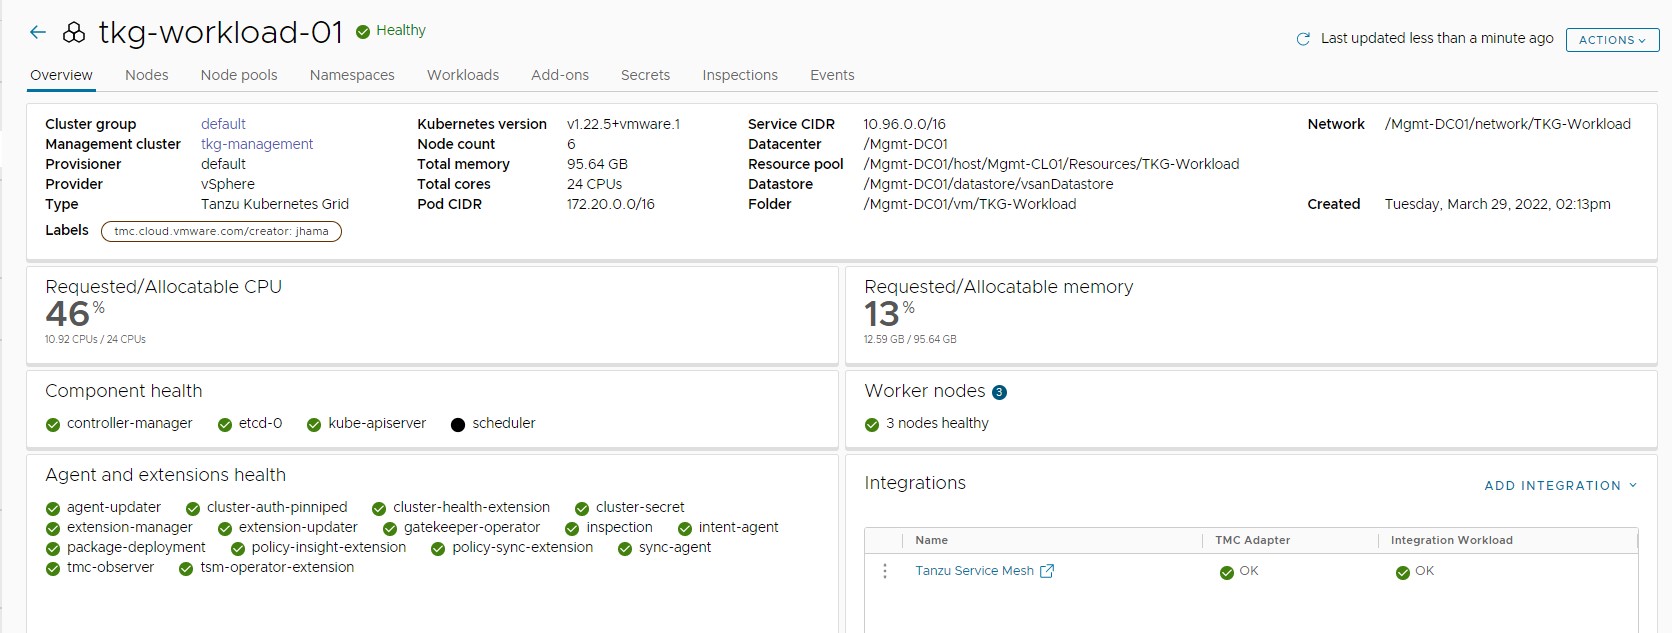 tkg-workload-01 Healthy
Last updated less than a minute ago ACTIONS
Overview Nodes Node pools Namespaces Workloads Add-ons Secrets Inspections Events
Cluster group default
Management cluster tkg-management
Provisioner default
Provider vSphere
Type Tanzu Kubernetes Grid
Labels tmc.cloud.vmware.com/creator: jhama
Kubernetes version v1.22.5+vmware.1
Node count 6
Total memory 95.64 GB
Total cores 24 CPUs
Pod CIDR 172.20.0.0/16
Service CIDR 10.96.0.0/16
Datacenter /Mgmt-DC01
Resource pool /Mgmt-DC01/host/Mgmt-CL01/Resources/TKG-Workload
Datastore /Mgmt-DC01/datastore/vsanDatastore
Folder /Mgmt-DC01/vm/TKG-Workload
Network /Mgmt-DC01/network/TKG-Workload
Created Tuesday, March 29, 2022, 02:13pm
Requested/Allocatable CPU
46 %
10.92 CPUs / 24 CPUs
Requested/Allocatable memory
13 %
12.59 GB / 95.64 GB
Component health
controller-manager etcd-0 kube-apiserver scheduler
Worker nodes 3
3 nodes healthy
Agent and extensions health
agent-updater cluster-auth-pinniped cluster-health-extension cluster-secret
extension-manager extension-updater gatekeeper-operator inspection intent-agent
package-deployment policy-insight-extension policy-sync-extension sync-agent
tmc-observer tsm-operator-extension
Integrations ADD INTEGRATION
Name TMC Adapter Integration Workload
Tanzu Service Mesh OK OK